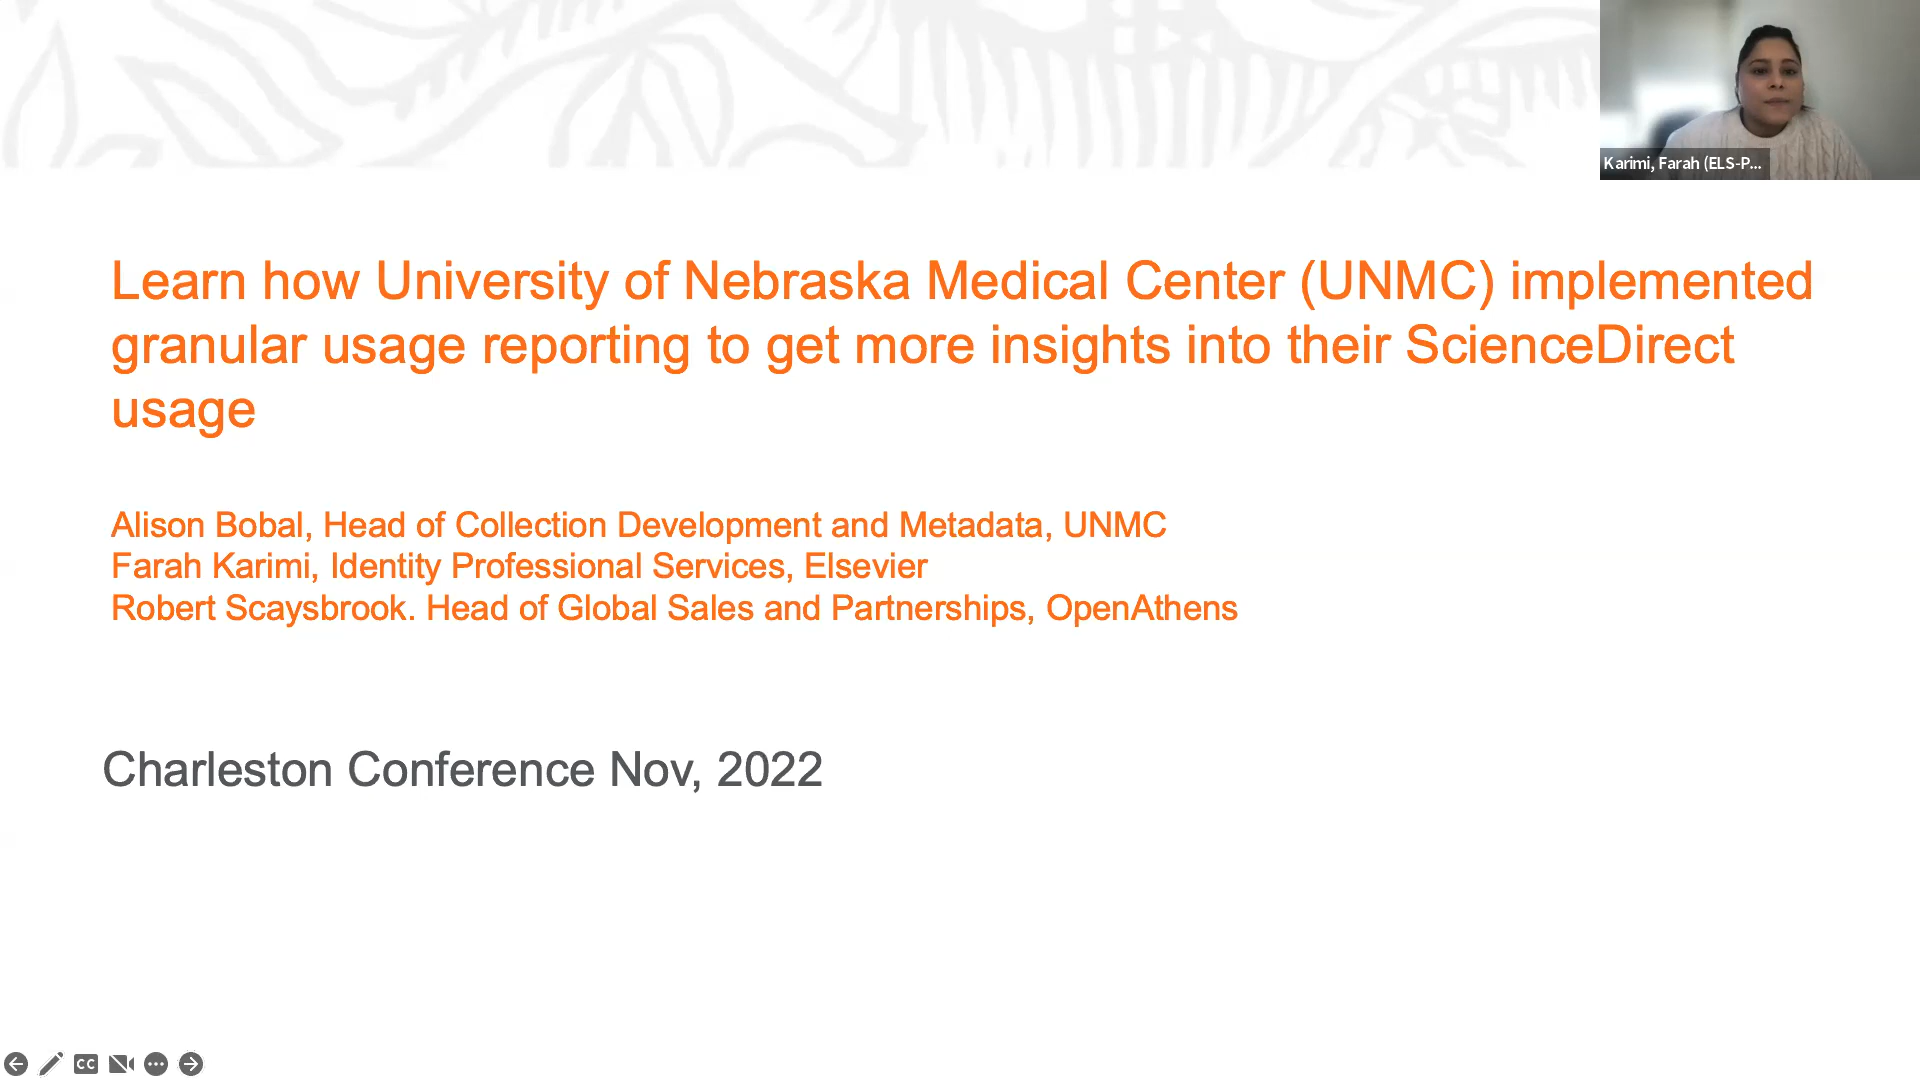 Karimi, Farah (ELS-P...
Learn how University of Nebraska Medical Center (UNMC) implemented
granular usage reporting to get more insights into their ScienceDirect
usage
Alison Bobal, Head of Collection Development and Metadata, UNMC
Farah Karimi, Identity Professional Services, Elsevier
Robert Scaysbrook. Head of Global Sales and Partnerships, OpenAthens
Charleston Conference Nov, 2022
CC